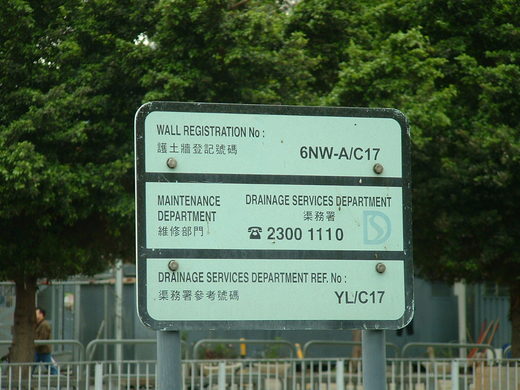 WALL REGISTRATION No :
護土牆登記號碼
6NW-A/C17
MAINTENANCE DEPARTMENT
維修部門
DRAINAGE SERVICES DEPARTMENT
渠務署
☎ 2300 1110
DRAINAGE SERVICES DEPARTMENT REF. No :
渠務署參考號碼
YL/C17